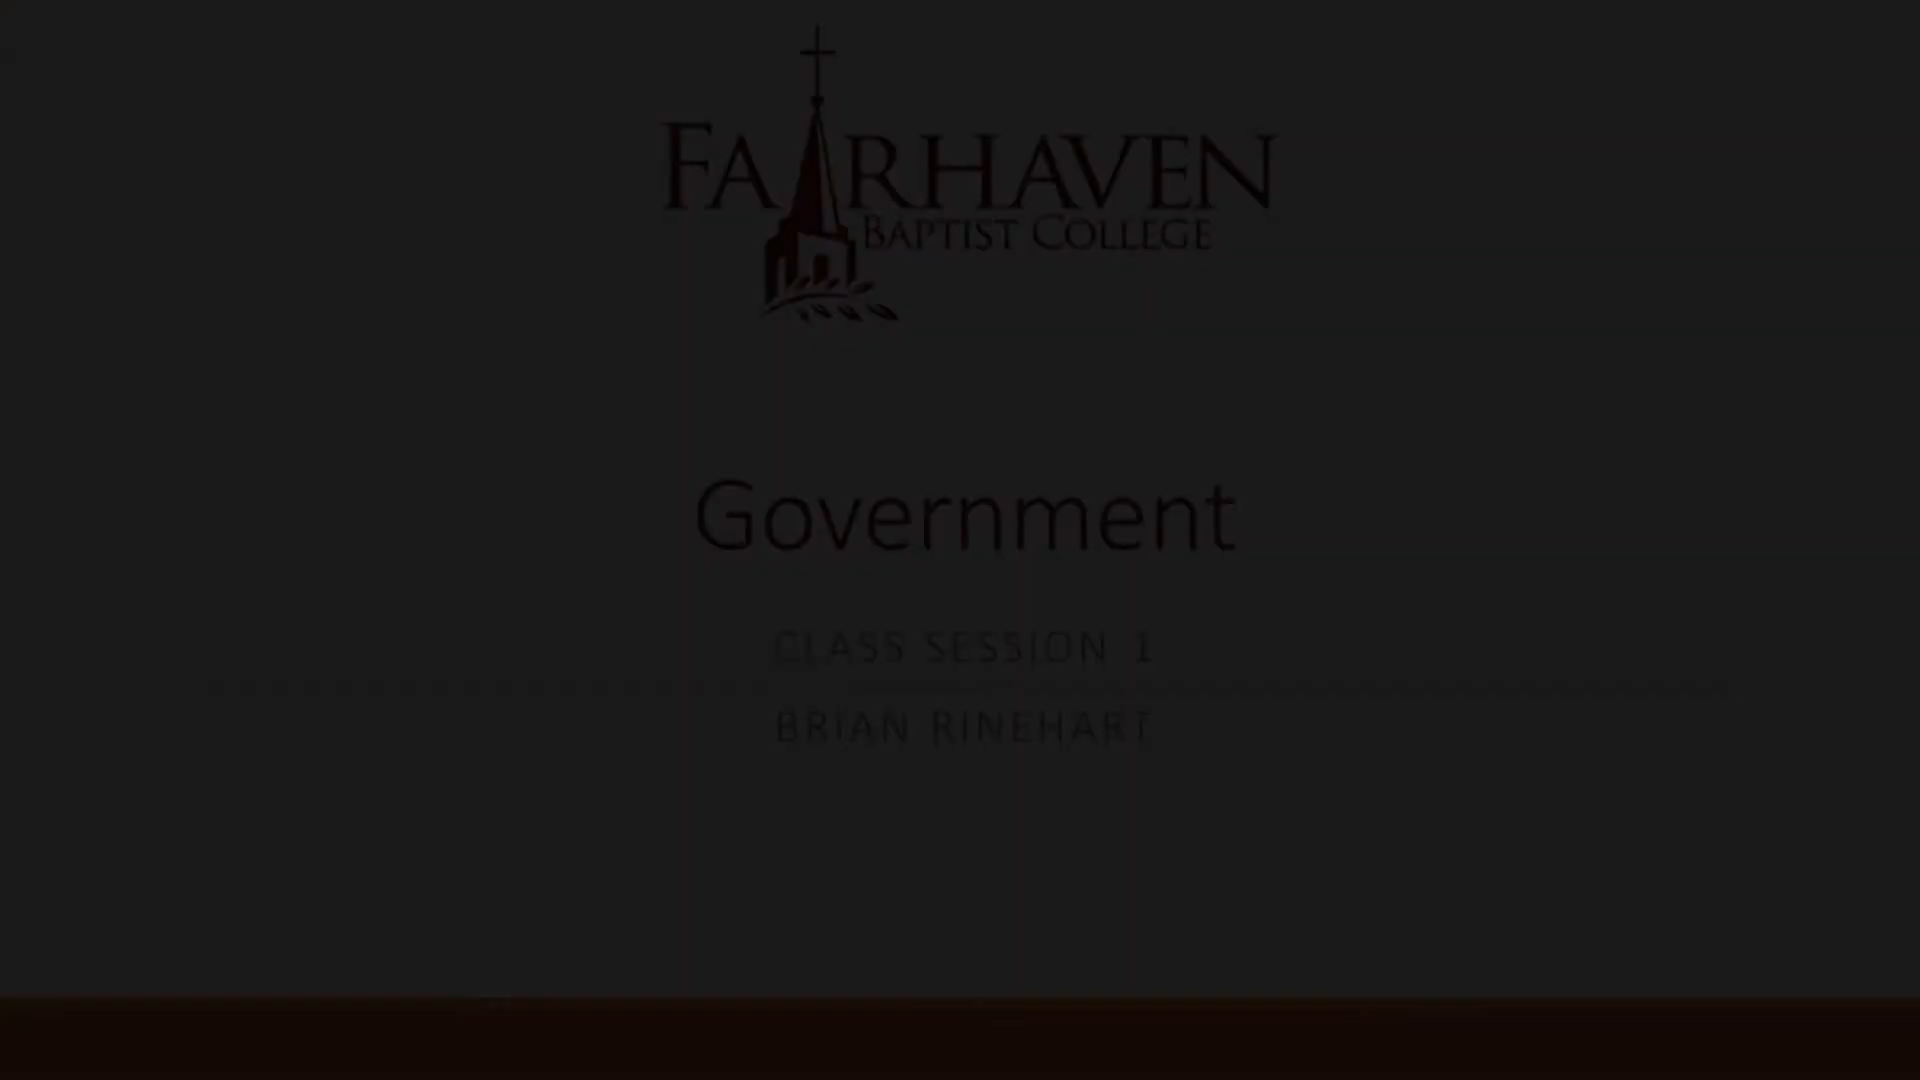 FAIRHAVEN
BAPTIST COLLEGE
Government
CLASS SESSION 1
BRIAN RINEHART